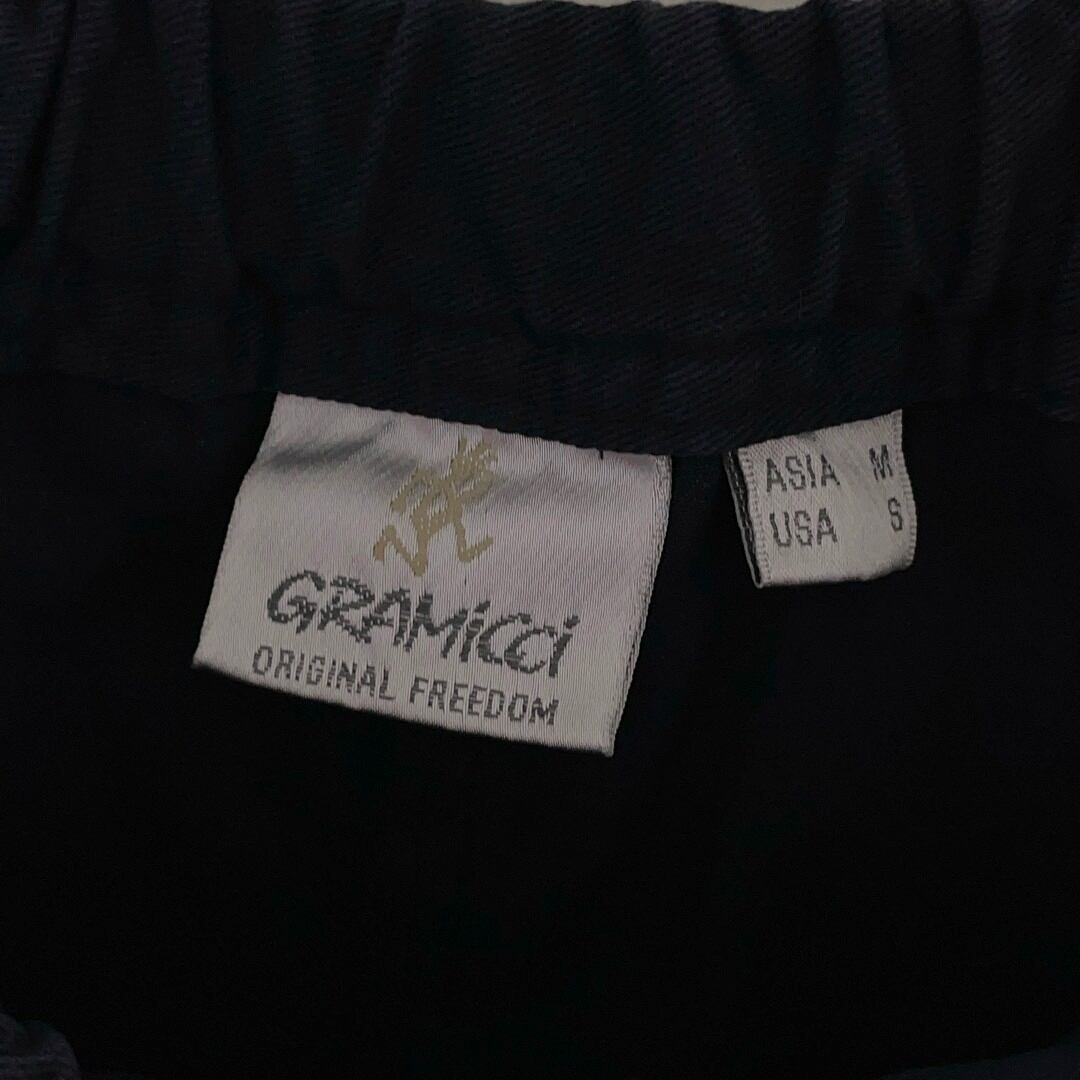 GRAMiCCi
ORIGINAL FREEDOM
ASIA M
USA S